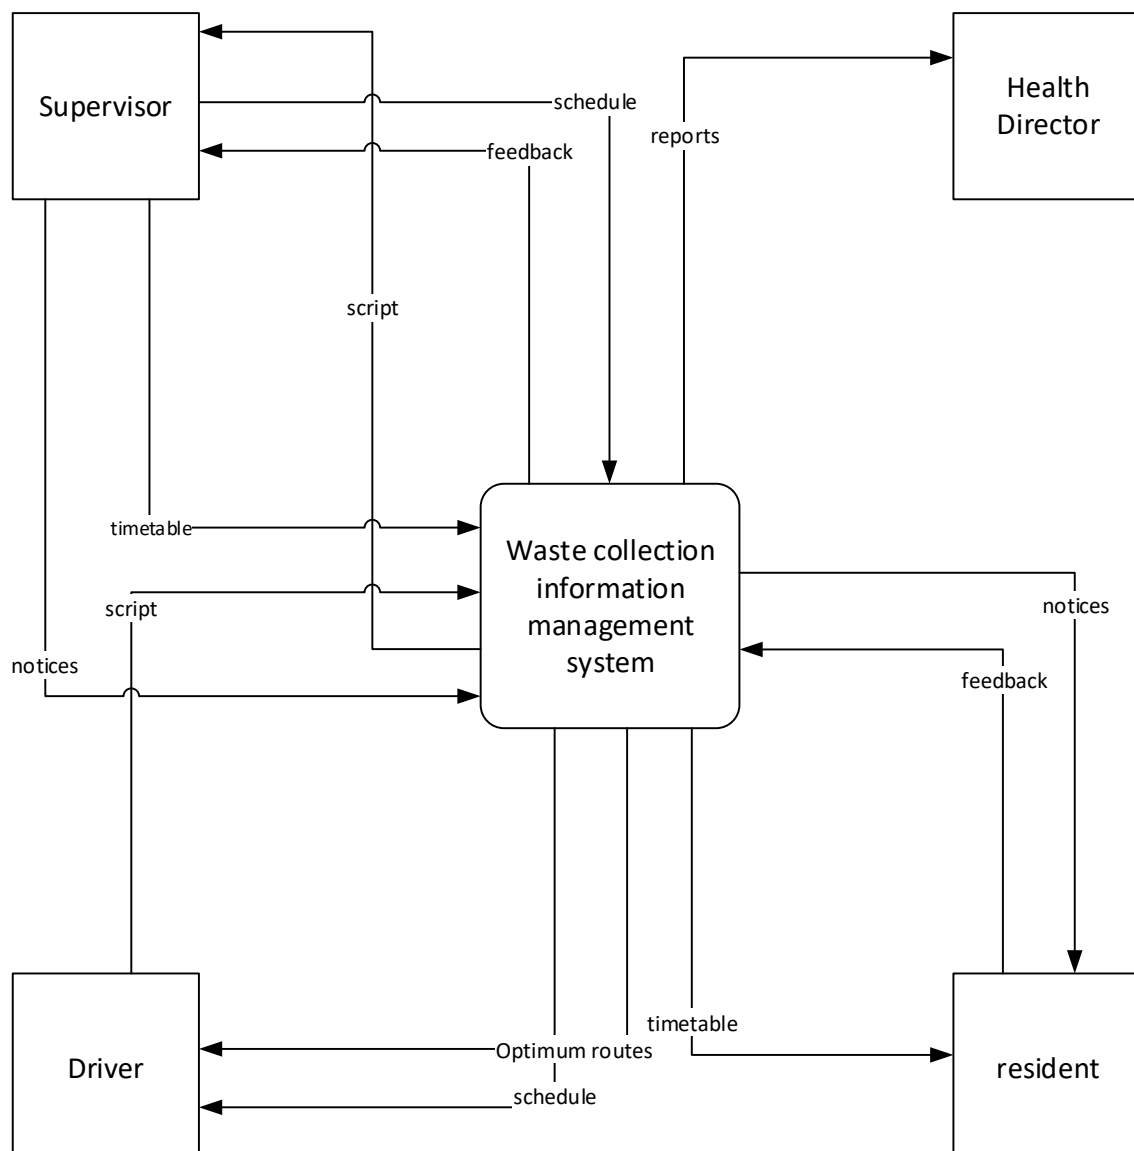 Supervisor
schedule
feedback
reports
Health
Director
script
timetable
Waste collection
information
management
system
script
notices
notices
feedback
timetable
Optimum routes
schedule
Driver
resident